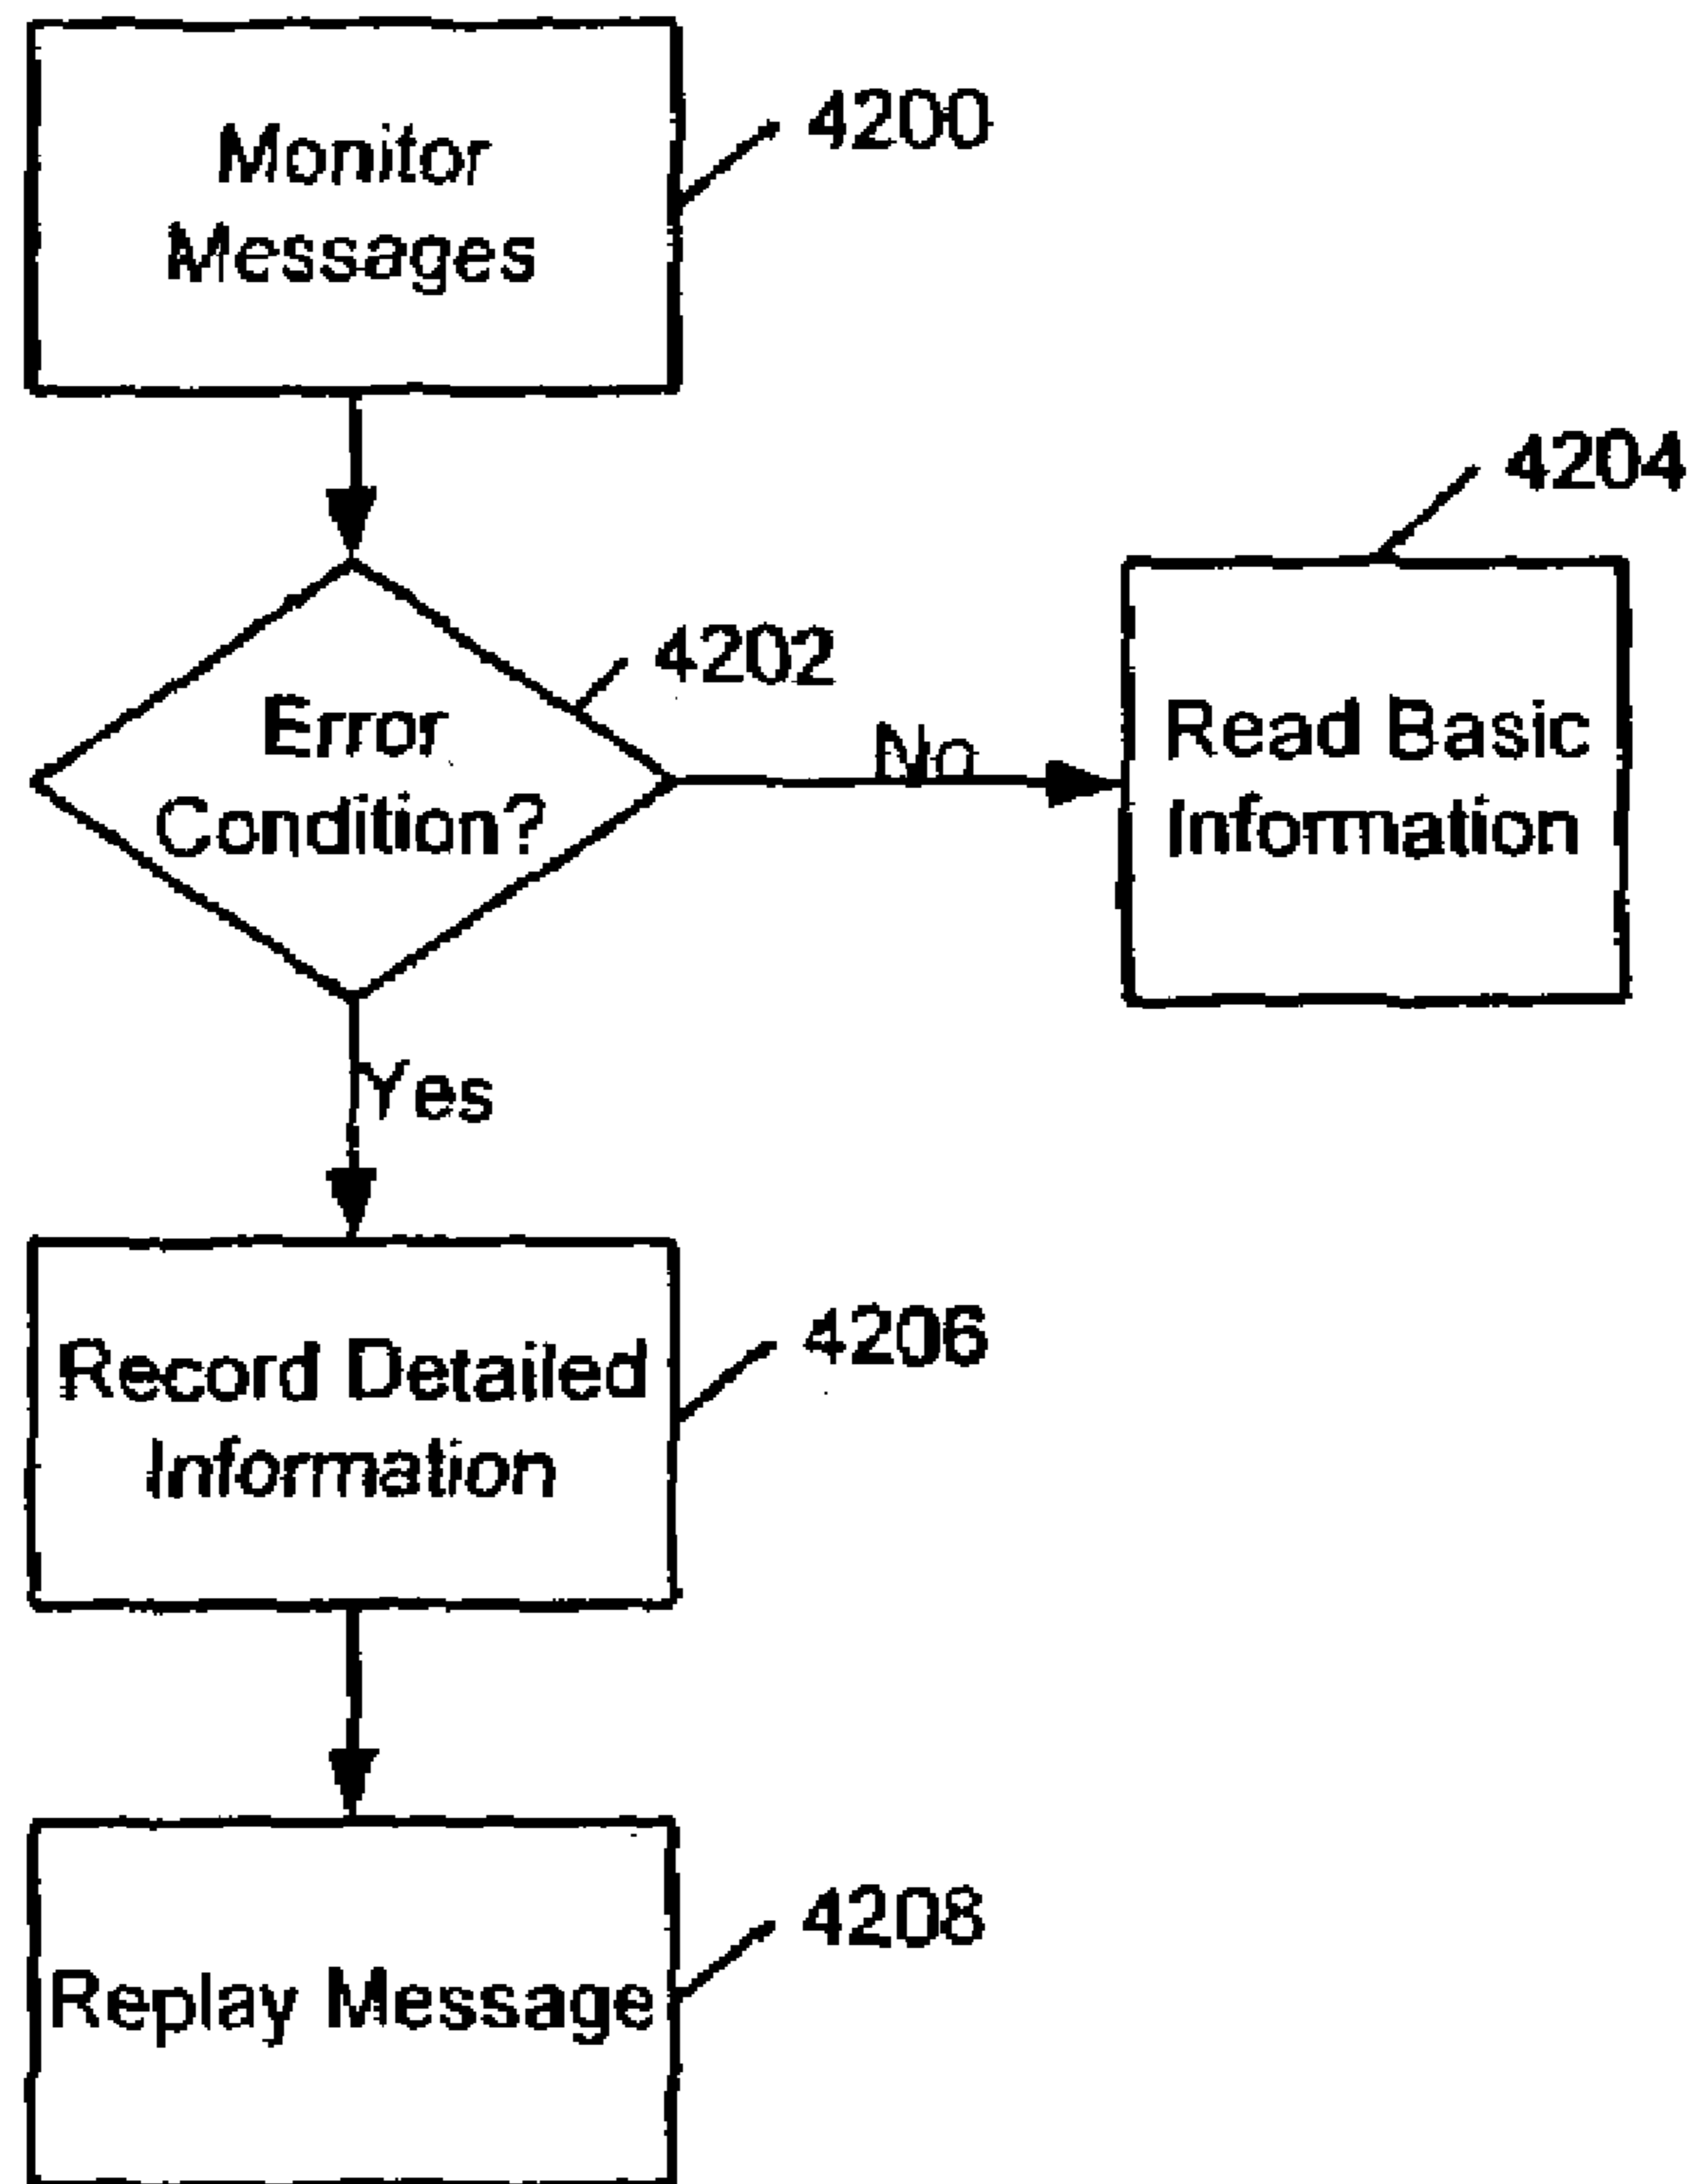 Monitor
Messages
4200
4204
4202
Error
Condition?
No
Read Basic
Information
Yes
4206
Record Detailed
Information
4208
Replay Message